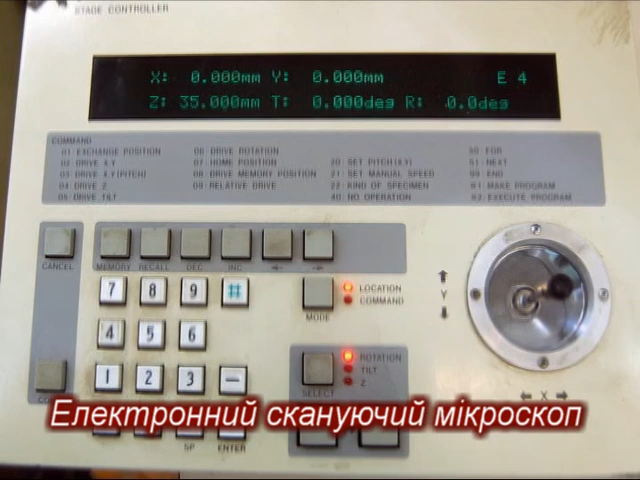 STAGE CONTROLLER
X: 0.000mm Y: 0.000mm E 4
Z: 35.000mm T: 0.000deg R: 0.0deg
COMMAND
01: EXCHANGE POSITION 06: DRIVE ROTATION 50: FOR
02: DRIVE X,Y 07: HOME POSITION 20: SET PITCH(X,Y) 51: NEXT
03: DRIVE X,Y(PITCH) 08: DRIVE MEMORY POSITION 21: SET MANUAL SPEED 99: END
04: DRIVE Z 09: RELATIVE DRIVE 22: KIND OF SPECIMEN 91: MAKE PROGRAM
05: DRIVE TILT 40: NO OPERATION 92: EXECUTE PROGRAM
CANCEL MEMORY RECALL DEC INC
7 8 9 # LOCATION
COMMAND
MODE
Y
4 5 6
ROTATION
TILT
Z
1 2 3 —
SELECT
X
Електронний скануючий мікроскоп
SP ENTER